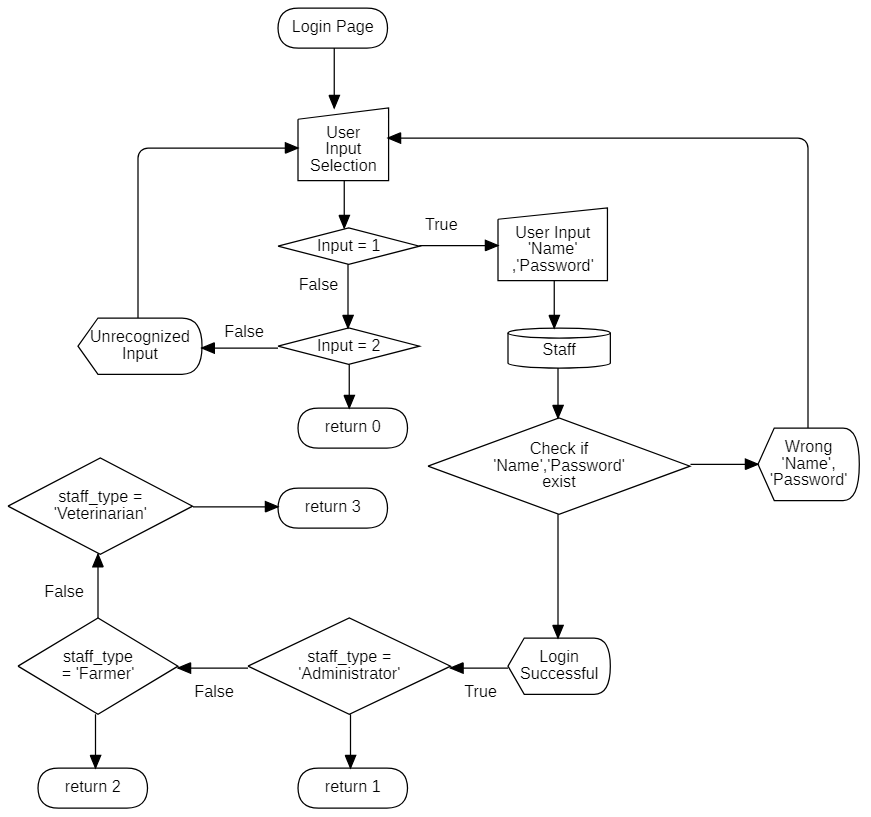 Login Page
User
Input
Selection
True
Input = 1
User Input
'Name'
,'Password'
False
Unrecognized
Input
False
Input = 2
Staff
return 0
Check if
'Name','Password'
exist
Wrong
'Name',
'Password'
staff_type =
'Veterinarian'
return 3
False
staff_type
= 'Farmer'
False
staff_type =
'Administrator'
True
Login
Successful
return 2
return 1